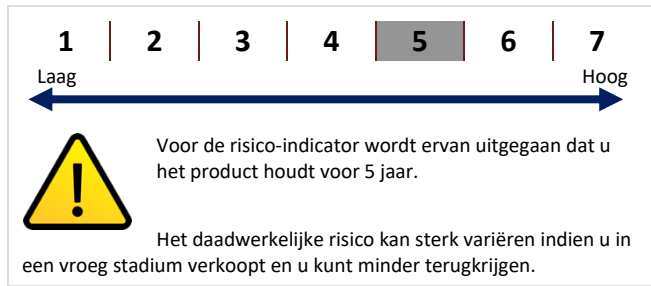 1 2 3 4 5 6 7
Laag Hoog
Voor de risico-indicator wordt ervan uitgegaan dat u
het product houdt voor 5 jaar.
Het daadwerkelijke risico kan sterk variëren indien u in
een vroeg stadium verkoopt en u kunt minder terugkrijgen.